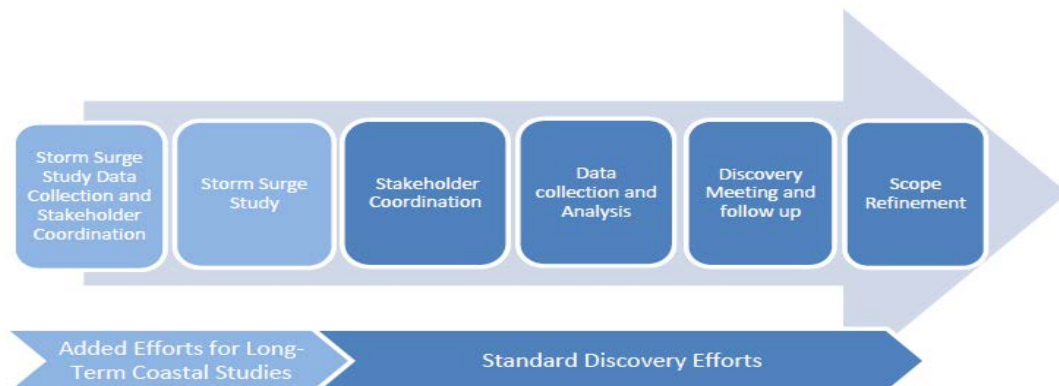 Storm Surge
Study Data
Collection and
Stakeholder
Coordination
Storm Surge
Study
Stakeholder
Coordination
Data
collection and
Analysis
Discovery
Meeting and
follow up
Scope
Refinement
Added Efforts for Long-
Term Coastal Studies
Standard Discovery Efforts